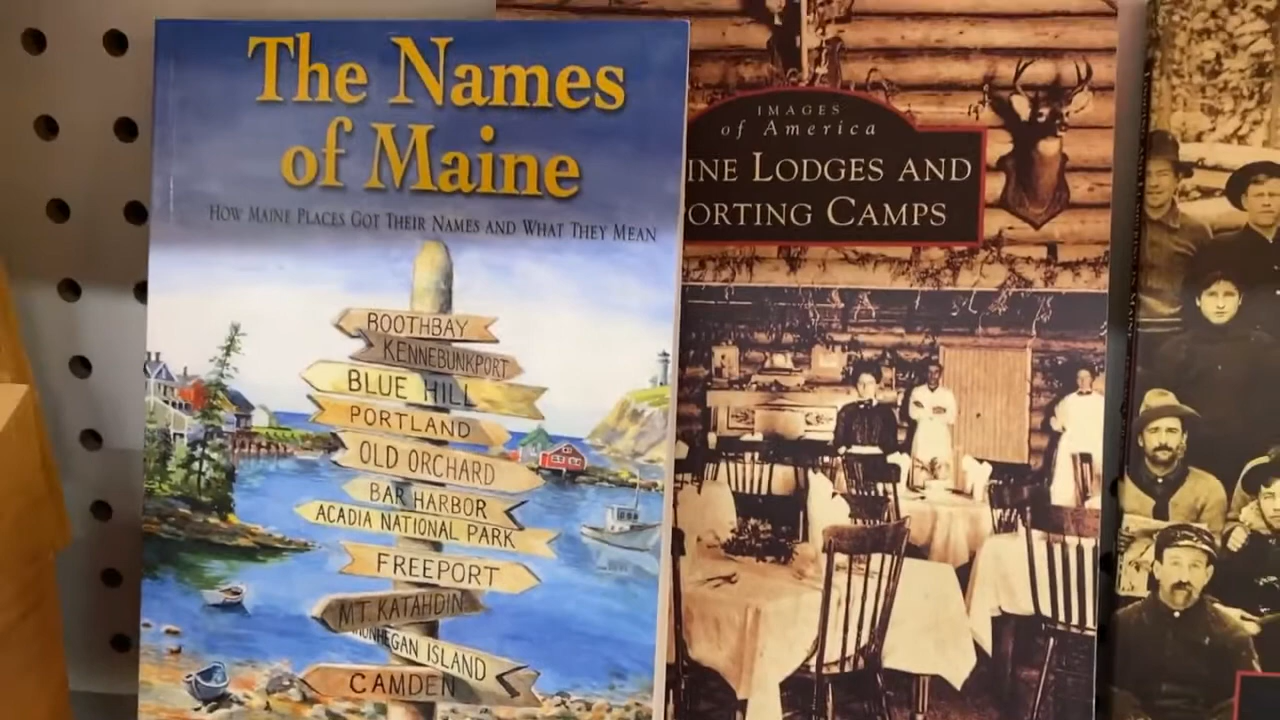 The Names
of Maine
HOW MAINE PLACES GOT THEIR NAMES AND WHAT THEY MEAN
BOOTHBAY
KENNEBUNKPORT
BLUE HILL
PORTLAND
OLD ORCHARD
BAR HARBOR
ACADIA NATIONAL PARK
FREEPORT
MT. KATAHDIN
MONHEGAN ISLAND
CAMDEN
IMAGES
of America
INE LODGES AND
ORTING CAMPS